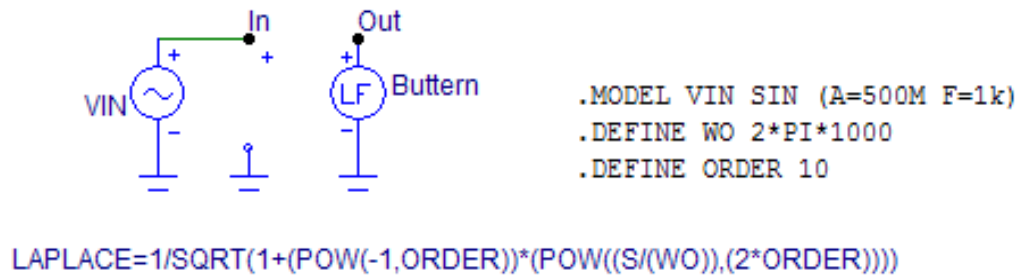 In
Out
+
+
+
VIN
LF
Buttern
-
-
.MODEL VIN SIN (A=500M F=1k)
.DEFINE WO 2*PI*1000
.DEFINE ORDER 10
LAPLACE=1/SQRT(1+(POW(-1,ORDER))*(POW((S/(WO)),(2*ORDER))))